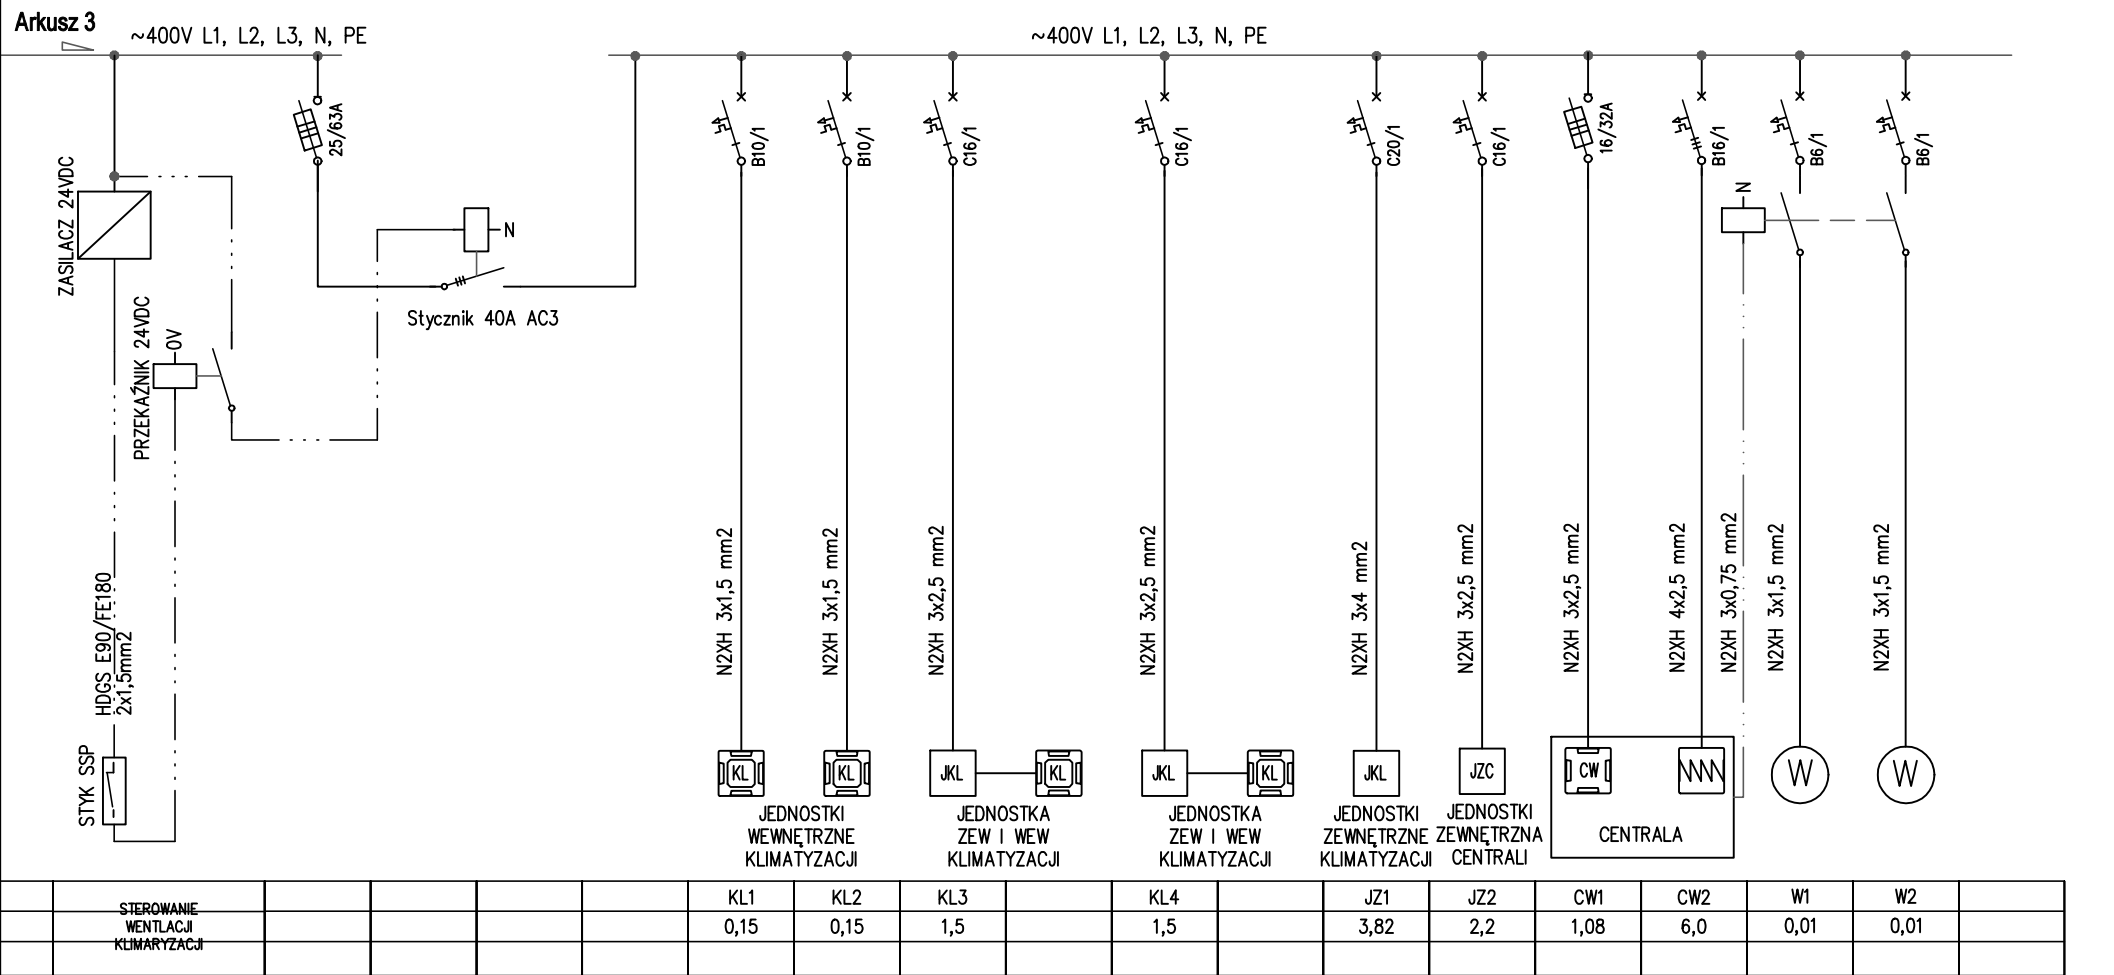 Arkusz 3
~400V L1, L2, L3, N, PE
~400V L1, L2, L3, N, PE
25/63A
B10/1
B10/1
C16/1
C16/1
C20/1
C16/1
16/32A
B16/1
B6/1
B6/1
ZASILACZ 24VDC
N
N
Stycznik 40A AC3
PRZEKAŹNIK 24VDC
0V
HDGS E90/FE180
2x1,5mm2
STYK SSP
N2XH 3x1,5 mm2
N2XH 3x1,5 mm2
N2XH 3x2,5 mm2
N2XH 3x2,5 mm2
N2XH 3x4 mm2
N2XH 3x2,5 mm2
N2XH 3x2,5 mm2
N2XH 4x2,5 mm2
N2XH 3x0,75 mm2
N2XH 3x1,5 mm2
N2XH 3x1,5 mm2
KL
KL
JKL
KL
JKL
KL
JKL
JZC
CW
W
W
JEDNOSTKI
WEWNĘTRZNE
KLIMATYZACJI
JEDNOSTKA
ZEW I WEW
KLIMATYZACJI
JEDNOSTKA
ZEW I WEW
KLIMATYZACJI
JEDNOSTKI
ZEWNĘTRZNE
KLIMATYZACJI
JEDNOSTKI
ZEWNĘTRZNA
CENTRALI
CENTRALA
STEROWANIE
WENTLACJI
KLIMARYZACJI
KL1 KL2 KL3 KL4 JZ1 JZ2 CW1 CW2 W1 W2
0,15 0,15 1,5 1,5 3,82 2,2 1,08 6,0 0,01 0,01